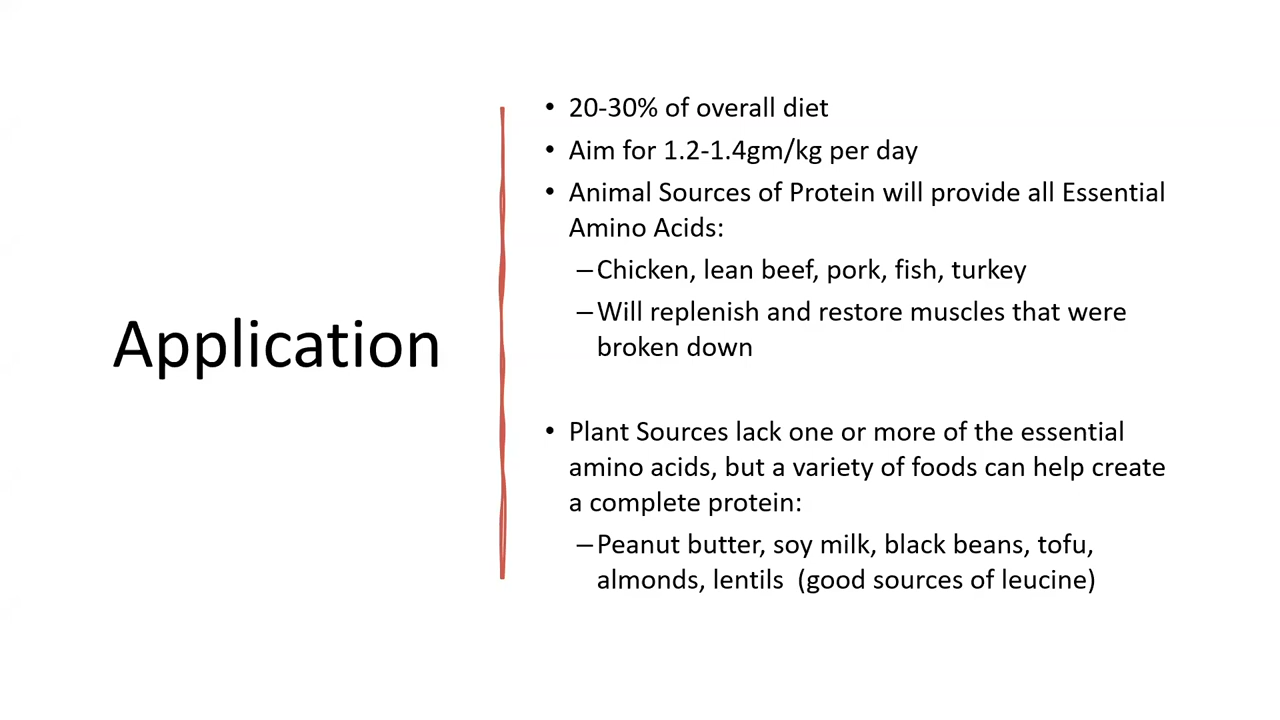 Application
• 20-30% of overall diet
• Aim for 1.2-1.4gm/kg per day
• Animal Sources of Protein will provide all Essential
Amino Acids:
–Chicken, lean beef, pork, fish, turkey
–Will replenish and restore muscles that were
broken down
• Plant Sources lack one or more of the essential
amino acids, but a variety of foods can help create
a complete protein:
–Peanut butter, soy milk, black beans, tofu,
almonds, lentils  (good sources of leucine)